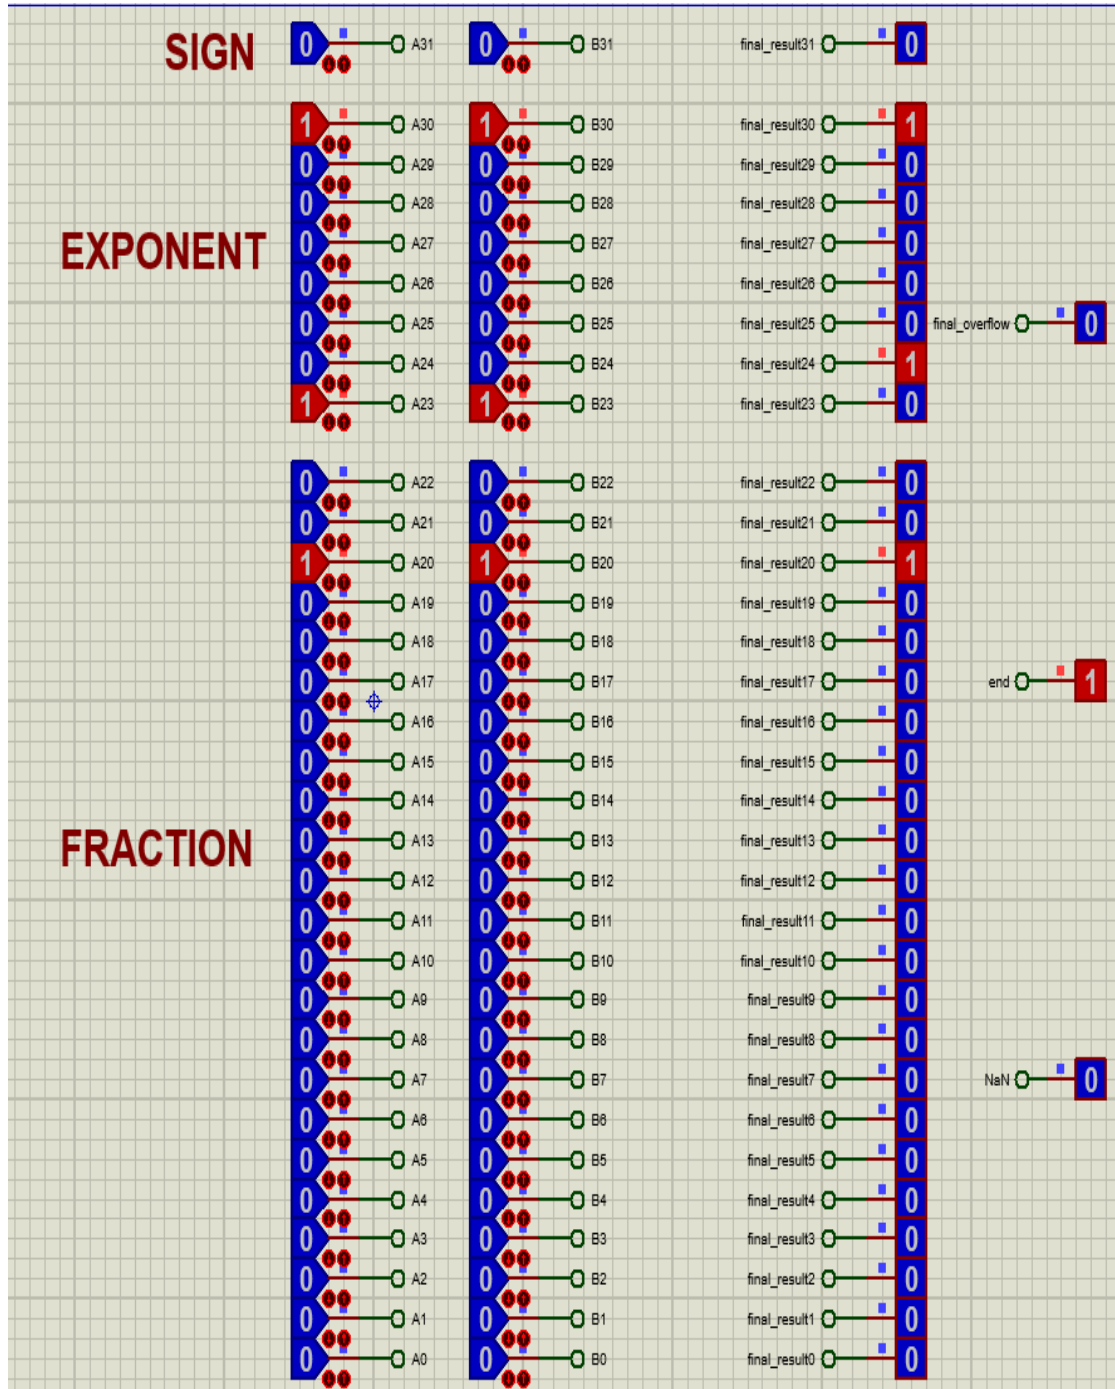 SIGN 0 A31 0 B31 final_result31 0
1 A30 1 B30 final_result30 1
0 A29 0 B29 final_result29 0
0 A28 0 B28 final_result28 0
EXPONENT 0 A27 0 B27 final_result27 0
0 A26 0 B26 final_result26 0
0 A25 0 B25 final_result25 0 final_overflow 0
0 A24 0 B24 final_result24 1
1 A23 1 B23 final_result23 0
0 A22 0 B22 final_result22 0
0 A21 0 B21 final_result21 0
1 A20 1 B20 final_result20 1
0 A19 0 B19 final_result19 0
0 A18 0 B18 final_result18 0
0 A17 0 B17 final_result17 0 end 1
0 A16 0 B16 final_result16 0
0 A15 0 B15 final_result15 0
0 A14 0 B14 final_result14 0
FRACTION 0 A13 0 B13 final_result13 0
0 A12 0 B12 final_result12 0
0 A11 0 B11 final_result11 0
0 A10 0 B10 final_result10 0
0 A9 0 B9 final_result9 0
0 A8 0 B8 final_result8 0
0 A7 0 B7 final_result7 0 NaN 0
0 A6 0 B6 final_result6 0
0 A5 0 B5 final_result5 0
0 A4 0 B4 final_result4 0
0 A3 0 B3 final_result3 0
0 A2 0 B2 final_result2 0
0 A1 0 B1 final_result1 0
0 A0 0 B0 final_result0 0